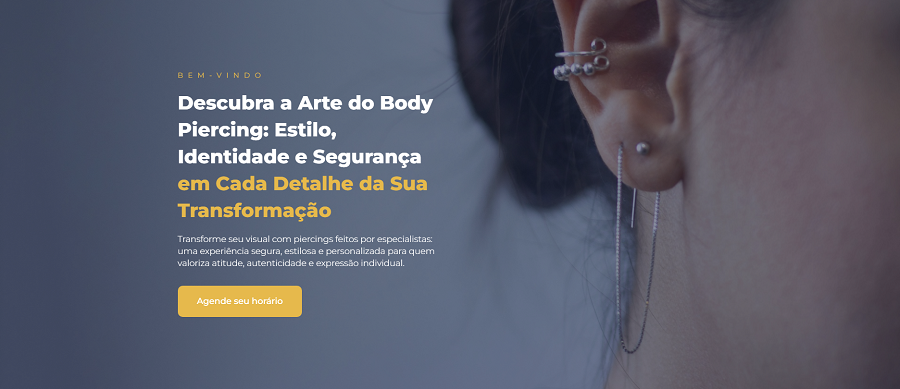 BEM-VINDO
Descubra a Arte do Body
Piercing: Estilo,
Identidade e Segurança
em Cada Detalhe da Sua
Transformação
Transforme seu visual com piercings feitos por especialistas:
uma experiência segura, estilosa e personalizada para quem
valoriza atitude, autenticidade e expressão individual.
Agende seu horário